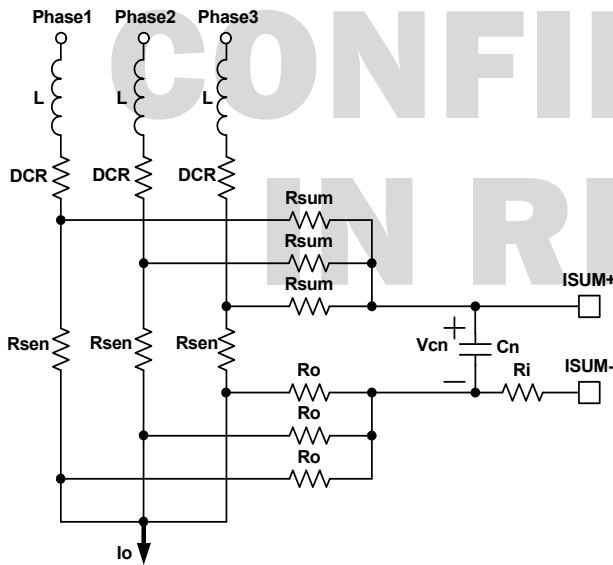 Phase1 Phase2 Phase3
CONFI
L L L
DCR DCR DCR
IN R
Rsum
Rsum
Rsum
ISUM+
Rsen Rsen Rsen
Vcn + Cn
Ro
−
Ri
ISUM-
Ro
Ro
Io